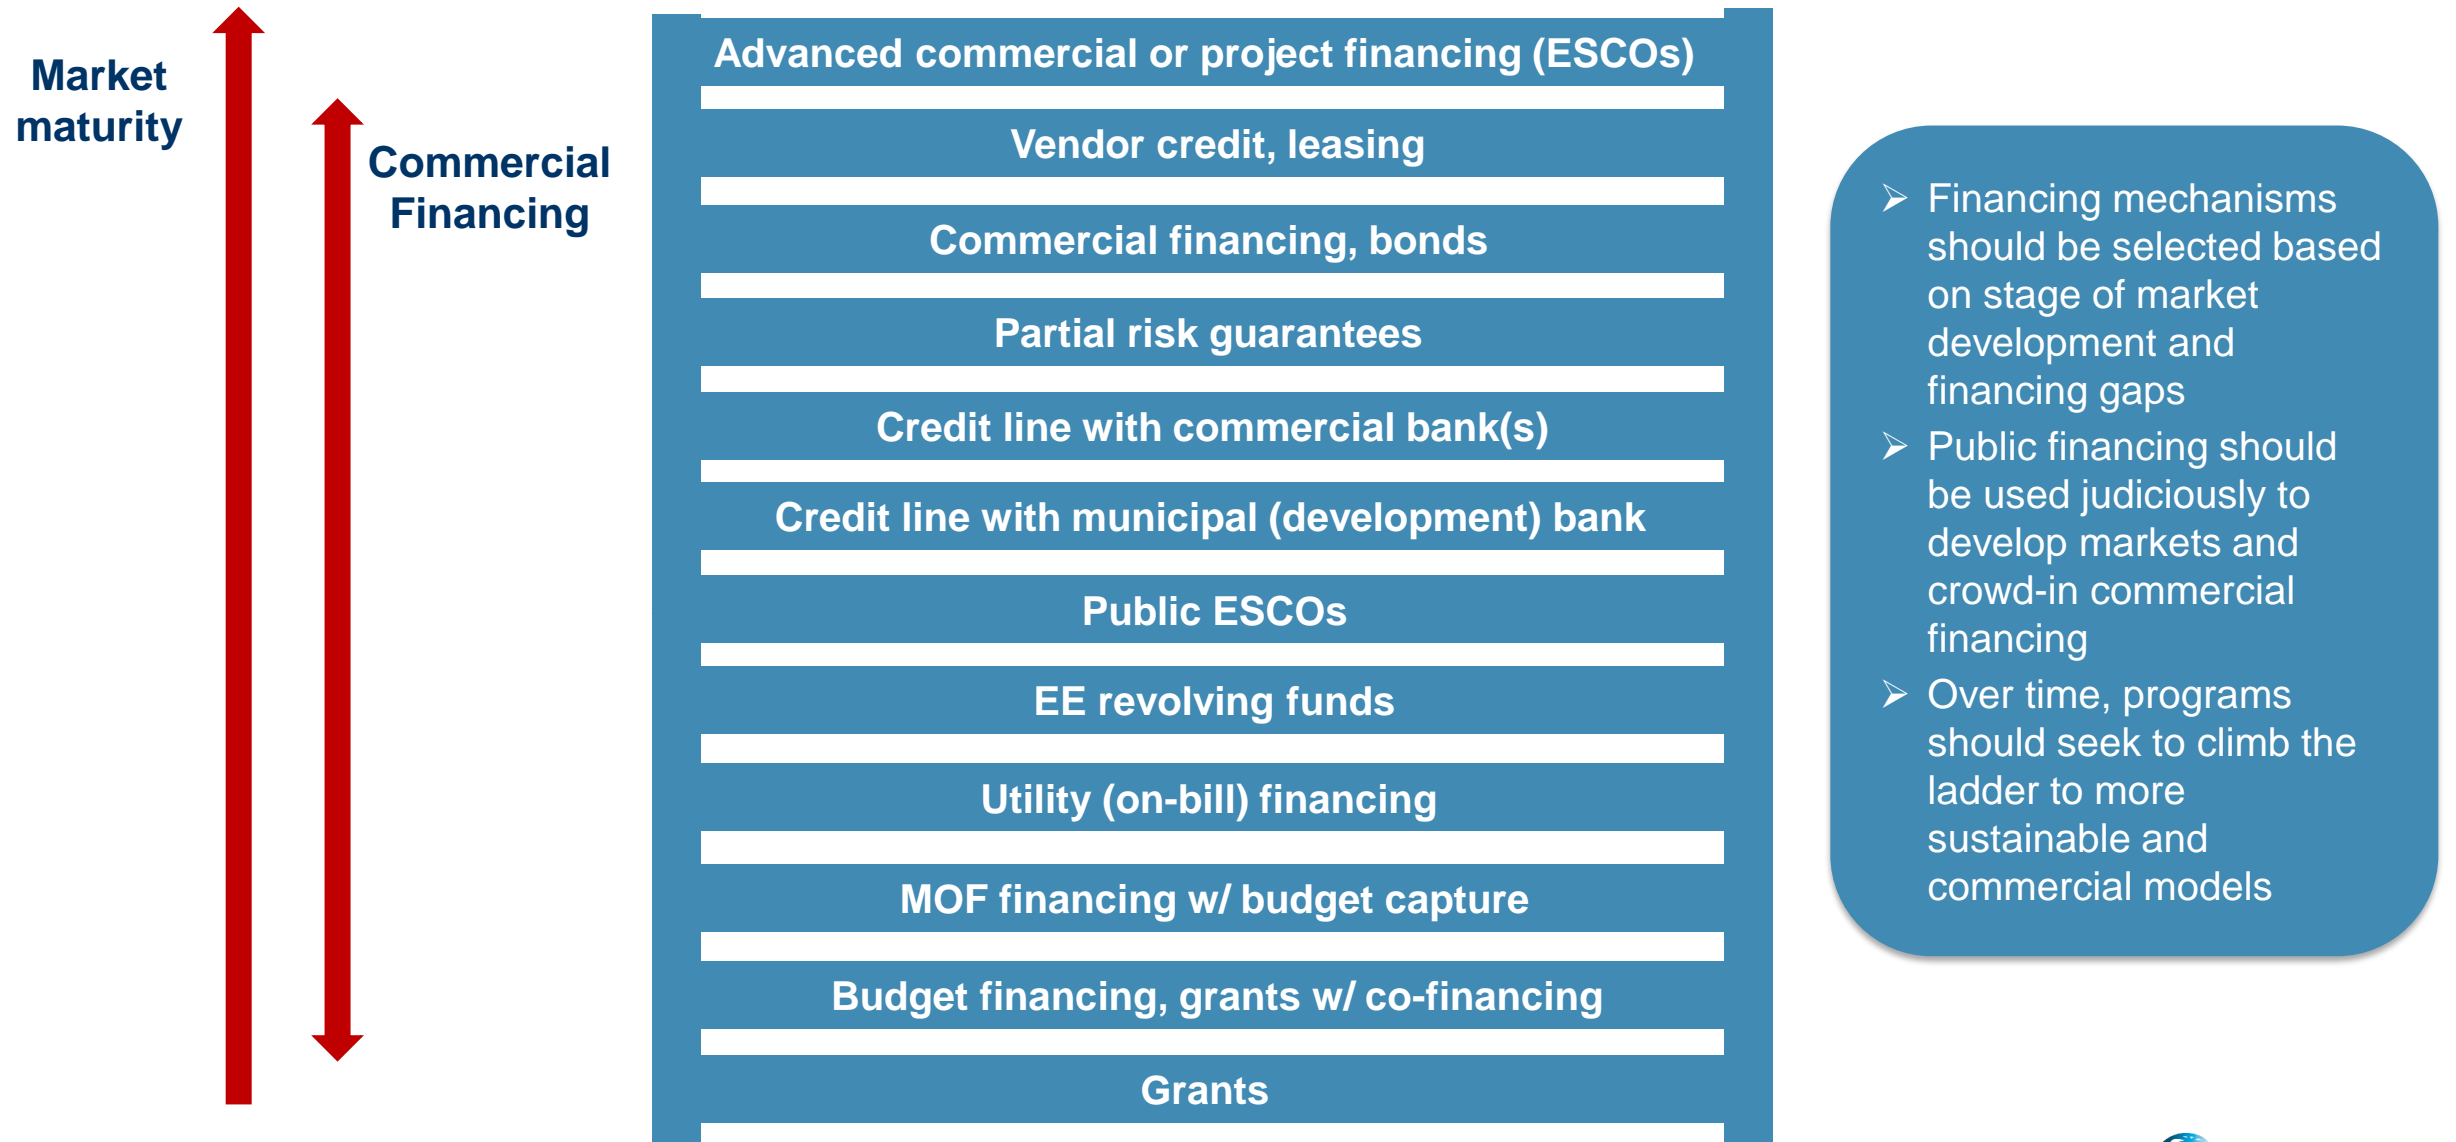 Market
maturity
Commercial
Financing
Advanced commercial or project financing (ESCOs)
Vendor credit, leasing
Commercial financing, bonds
Partial risk guarantees
Credit line with commercial bank(s)
Credit line with municipal (development) bank
Public ESCOs
EE revolving funds
Utility (on-bill) financing
MOF financing w/ budget capture
Budget financing, grants w/ co-financing
Grants
➢ Financing mechanisms
should be selected based
on stage of market
development and
financing gaps
➢ Public financing should
be used judiciously to
develop markets and
crowd-in commercial
financing
➢ Over time, programs
should seek to climb the
ladder to more
sustainable and
commercial models